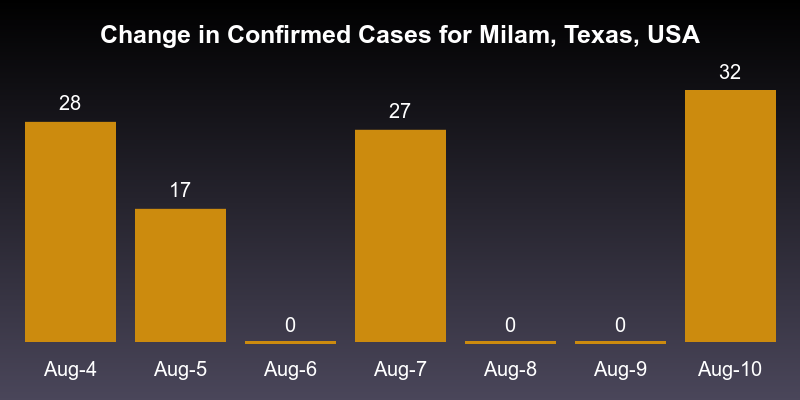 Change in Confirmed Cases for Milam, Texas, USA
28
17
0
27
0
0
32
Aug-4
Aug-5
Aug-6
Aug-7
Aug-8
Aug-9
Aug-10